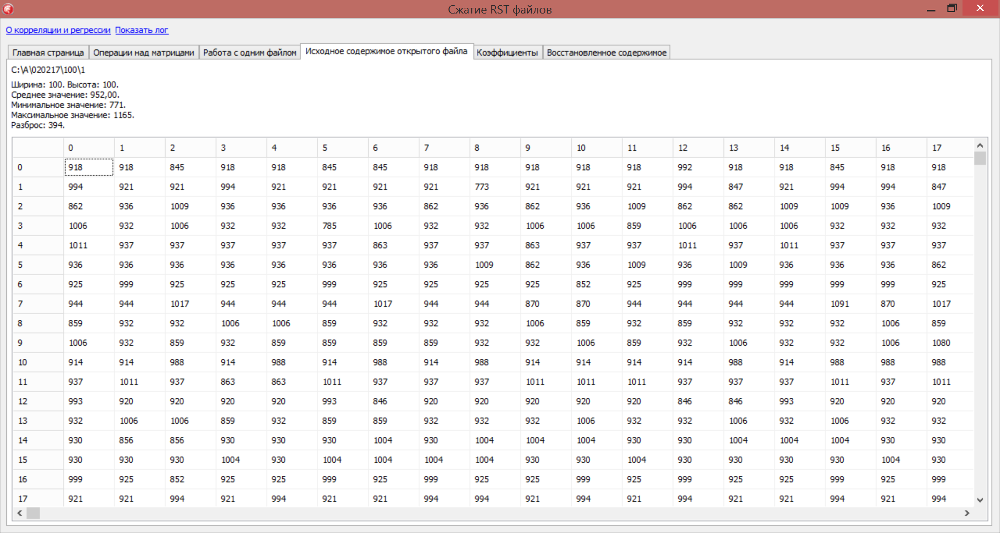 Сжатие RST файлов
О корреляции и регрессии Показать лог
Главная страница Операции над матрицами Работа с одним файлом Исходное содержимое открытого файла Коэффициенты Восстановленное содержимое
C:\A\020217\100\1
Ширина: 100. Высота: 100.
Среднее значение: 952,00.
Минимальное значение: 771.
Максимальное значение: 1165.
Разброс: 394.
0 1 2 3 4 5 6 7 8 9 10 11 12 13 14 15 16 17
0 918 918 845 918 918 845 845 918 918 918 918 918 992 918 918 845 918 918
1 994 921 921 994 921 921 921 921 773 921 921 921 994 847 921 994 994 847
2 862 936 1009 936 936 936 936 862 936 862 936 1009 862 862 1009 1009 936 1009
3 1006 932 1006 932 932 785 1006 932 932 1006 1006 859 1006 1006 1006 932 932 932
4 1011 937 937 937 937 937 863 937 937 863 937 937 1011 937 1011 937 937 937
5 936 936 936 936 936 936 936 936 1009 862 936 1009 936 1009 936 936 936 862
6 925 999 925 925 925 999 925 925 925 925 852 925 999 999 999 999 999 925
7 944 944 1017 944 944 944 1017 944 944 870 870 944 944 944 944 1091 870 1017
8 859 932 932 1006 1006 859 932 932 932 1006 859 932 859 932 932 932 1006 859
9 1006 932 859 932 859 859 859 859 932 932 1006 859 932 1006 932 932 1006 1080
10 914 914 988 914 988 914 988 914 988 914 914 914 914 988 914 988 988 988
11 937 1011 937 863 863 1011 937 937 937 1011 1011 1011 937 937 937 1011 937 1011
12 993 920 920 920 920 993 846 920 920 920 920 920 846 846 993 920 920 920
13 932 1006 1006 859 932 859 859 932 932 932 1006 932 932 1006 932 1006 932 932
14 930 856 856 930 930 930 1004 930 1004 1004 1004 930 930 1004 1004 1004 930 930
15 930 930 930 1004 930 1004 1004 1004 1004 930 930 1004 930 930 930 930 1004 930
16 999 925 852 925 925 999 925 999 925 925 999 925 999 925 925 999 925 999
17 921 921 994 921 994 921 921 994 994 921 994 921 994 921 921 994 921 994